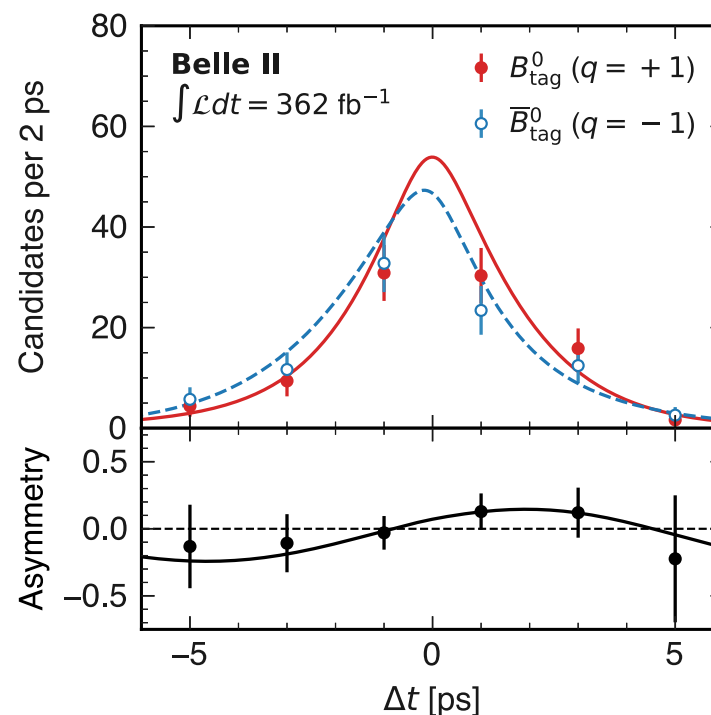 80
60
40
20
0
Candidates per 2 ps
Belle II
∫ℒdt = 362 fb⁻¹
B⁰tag (q = + 1)
B̅⁰tag (q = − 1)
0.5
0.0
−0.5
Asymmetry
−5 0 5
Δt [ps]